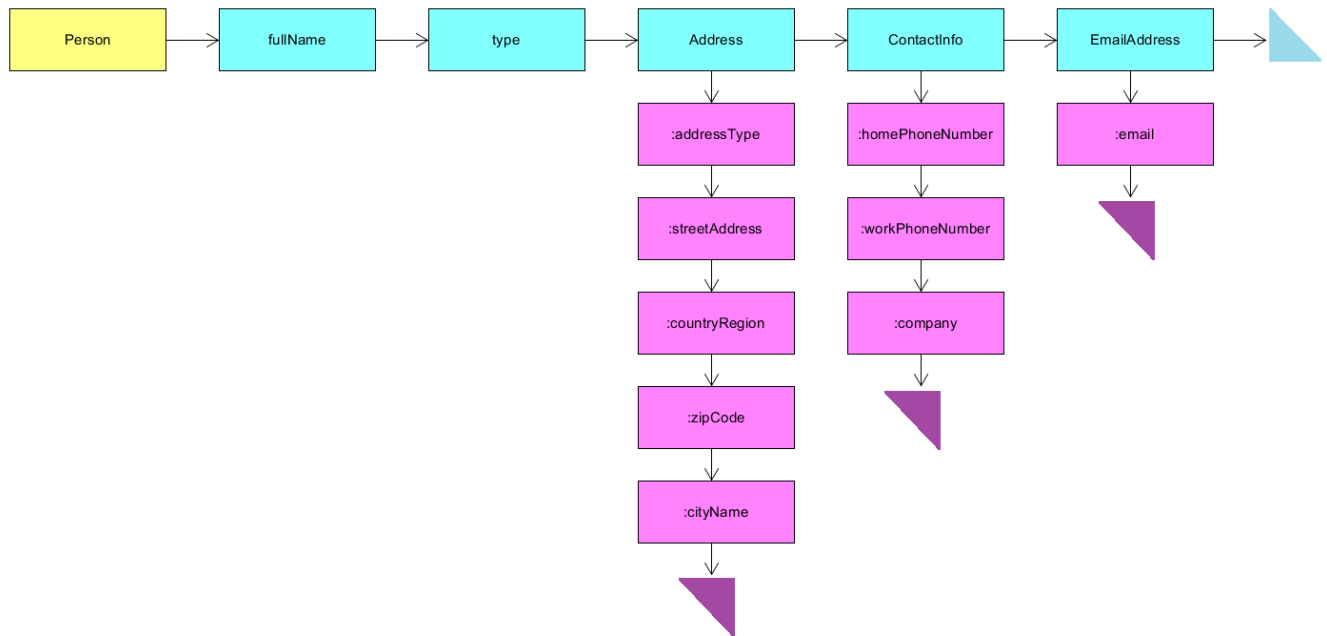 Person
fullName
type
Address
ContactInfo
EmailAddress
:addressType
:homePhoneNumber
:email
:streetAddress
:workPhoneNumber
:countryRegion
:company
:zipCode
:cityName